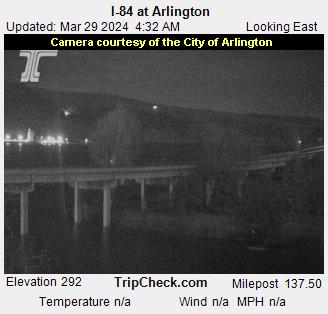 I-84 at Arlington
Updated: Mar 29 2024 4:32 AM Looking East
Camera courtesy of the City of Arlington
Elevation 292 TripCheck.com Milepost 137.50
Temperature n/a Wind n/a MPH n/a